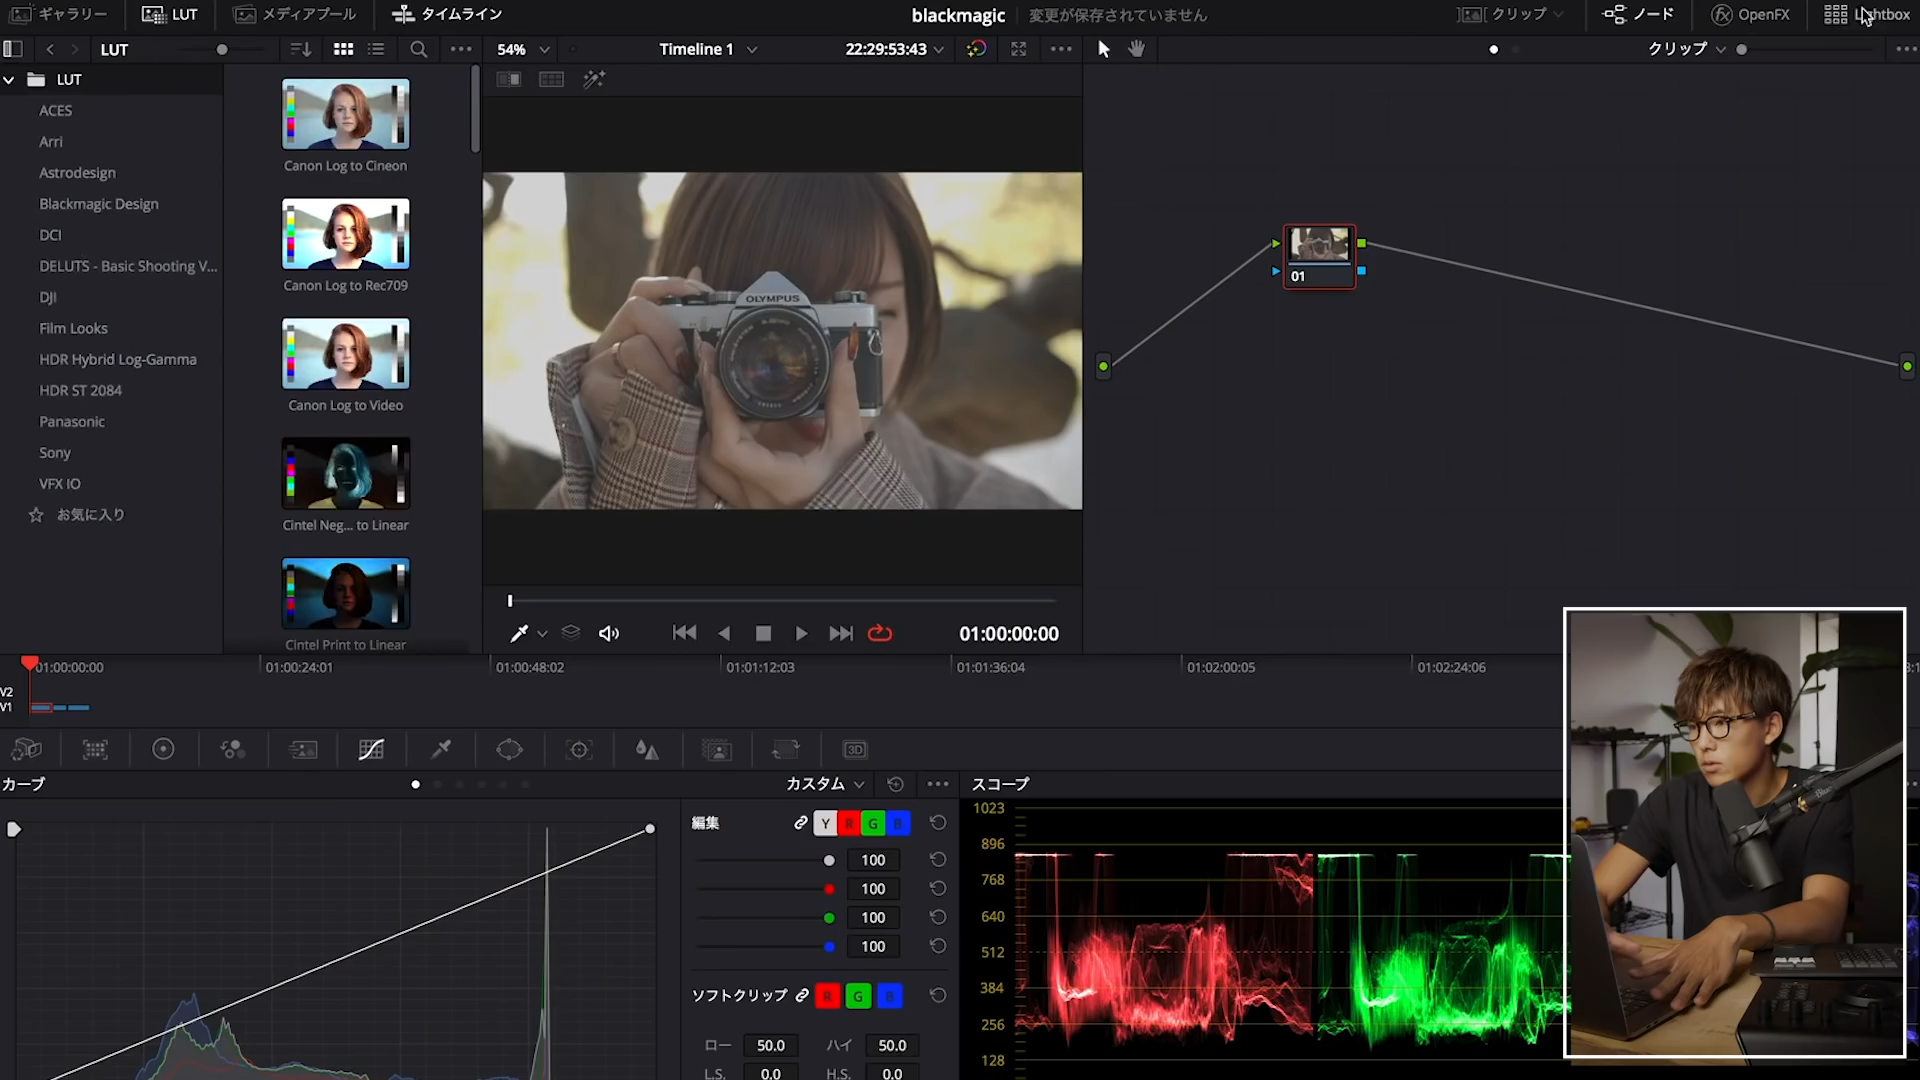 ギャラリー
LUT
メディアプール
タイムライン
blackmagic
変更が保存されていません
クリップ
ノード
OpenFX
LUT
54%
Timeline 1
22:29:53:43
クリップ
LUT
ACES
Arri
Astrodesign
Blackmagic Design
DCI
DELUTS - Basic Shooting V...
DJI
Film Looks
HDR Hybrid Log-Gamma
HDR ST 2084
Panasonic
Sony
VFX IO
お気に入り
Canon Log to Cineon
Canon Log to Rec709
Canon Log to Video
Cintel Neg... to Linear
Cintel Print to Linear
OLYMPUS
01
01:00:00:00
01:00:00:00
01:00:24:01
01:00:48:02
01:01:12:03
01:01:36:04
01:02:00:05
01:02:24:06
V2
V1
3D
カーブ
カスタム
スコープ
編集
Y R G B
100
100
100
100
ソフトクリップ
R G B
ロー 50.0 ハイ 50.0
L.S. 0.0 H.S. 0.0
1023
896
768
640
512
384
256
128